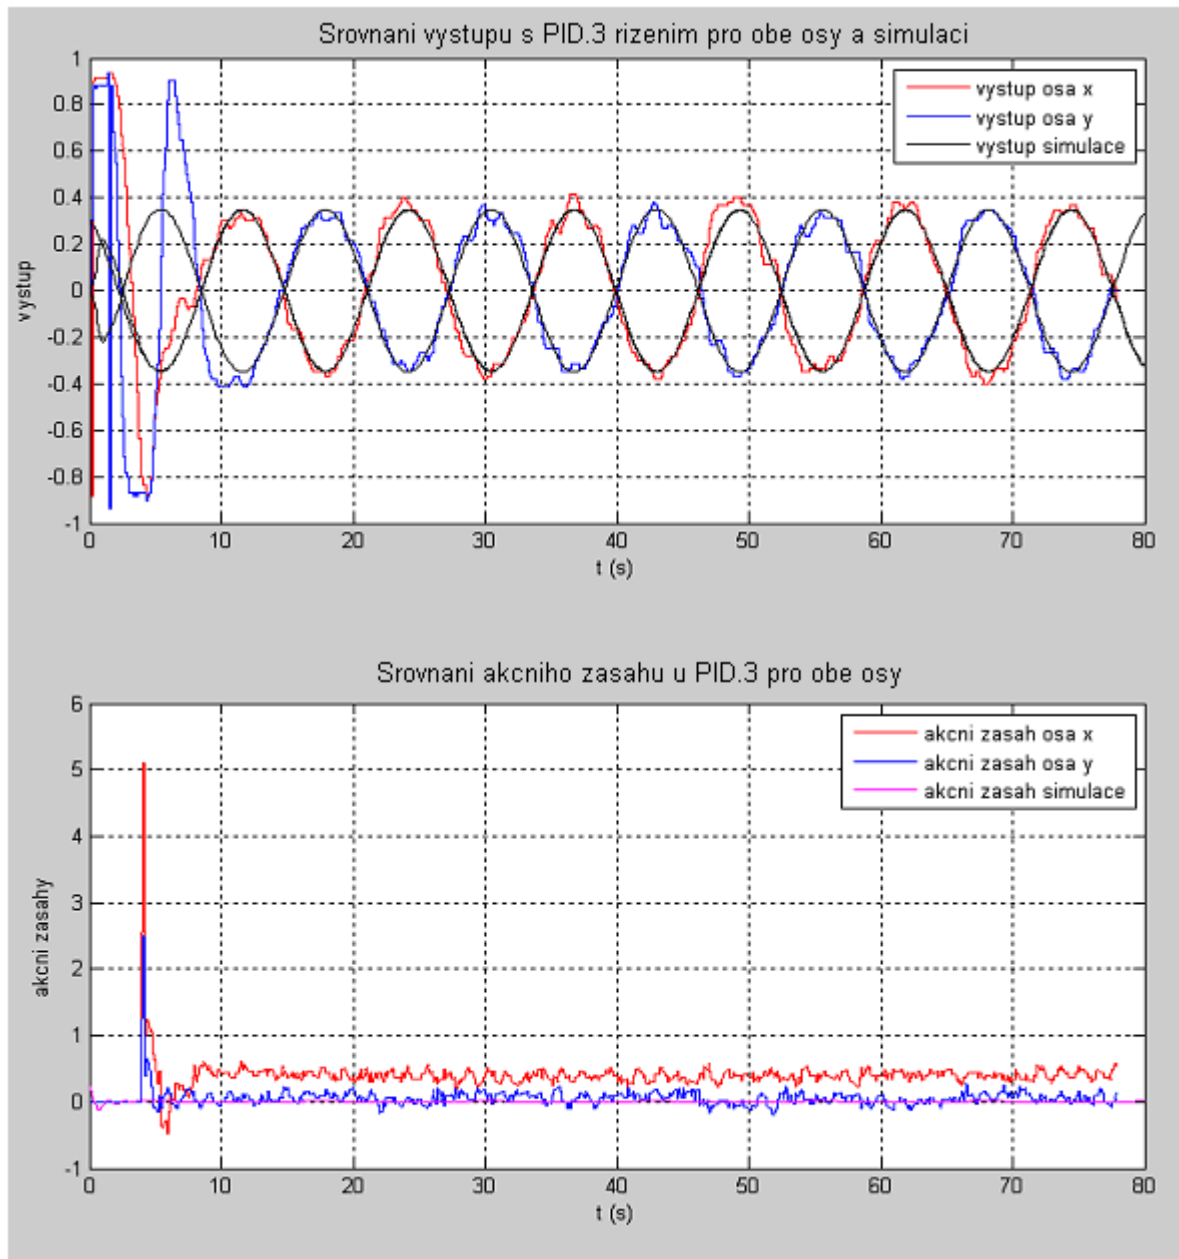 Srovnani vystupu s PID.3 rizenim pro obe osy a simulaci
1
0.8
0.6
0.4
0.2
0
-0.2
-0.4
-0.6
-0.8
-1
vystup
vystup osa x
vystup osa y
vystup simulace
0 10 20 30 40 50 60 70 80
t (s)
Srovnani akcniho zasahu u PID.3 pro obe osy
6
5
4
3
2
1
0
-1
akcni zasahy
akcni zasah osa x
akcni zasah osa y
akcni zasah simulace
0 10 20 30 40 50 60 70 80
t (s)